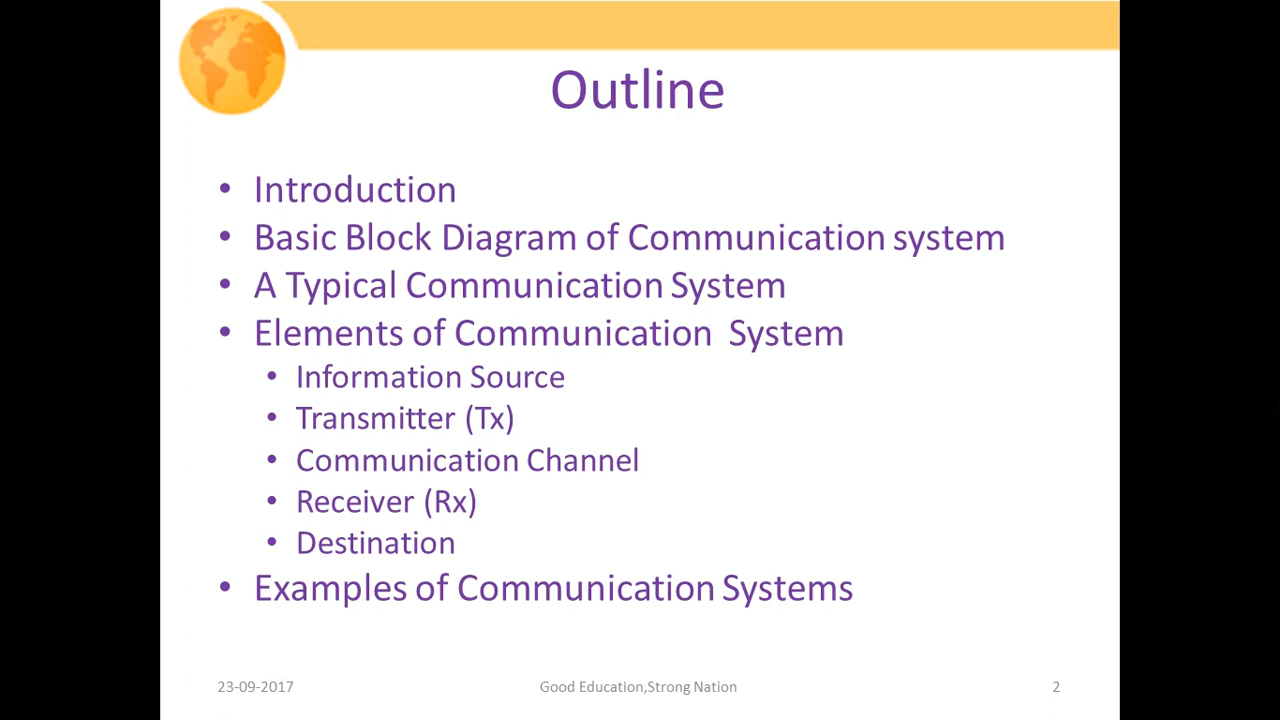 Outline
• Introduction
• Basic Block Diagram of Communication system
• A Typical Communication System
• Elements of Communication  System
• Information Source
• Transmitter (Tx)
• Communication Channel
• Receiver (Rx)
• Destination
• Examples of Communication Systems
23-09-2017
Good Education,Strong Nation
2